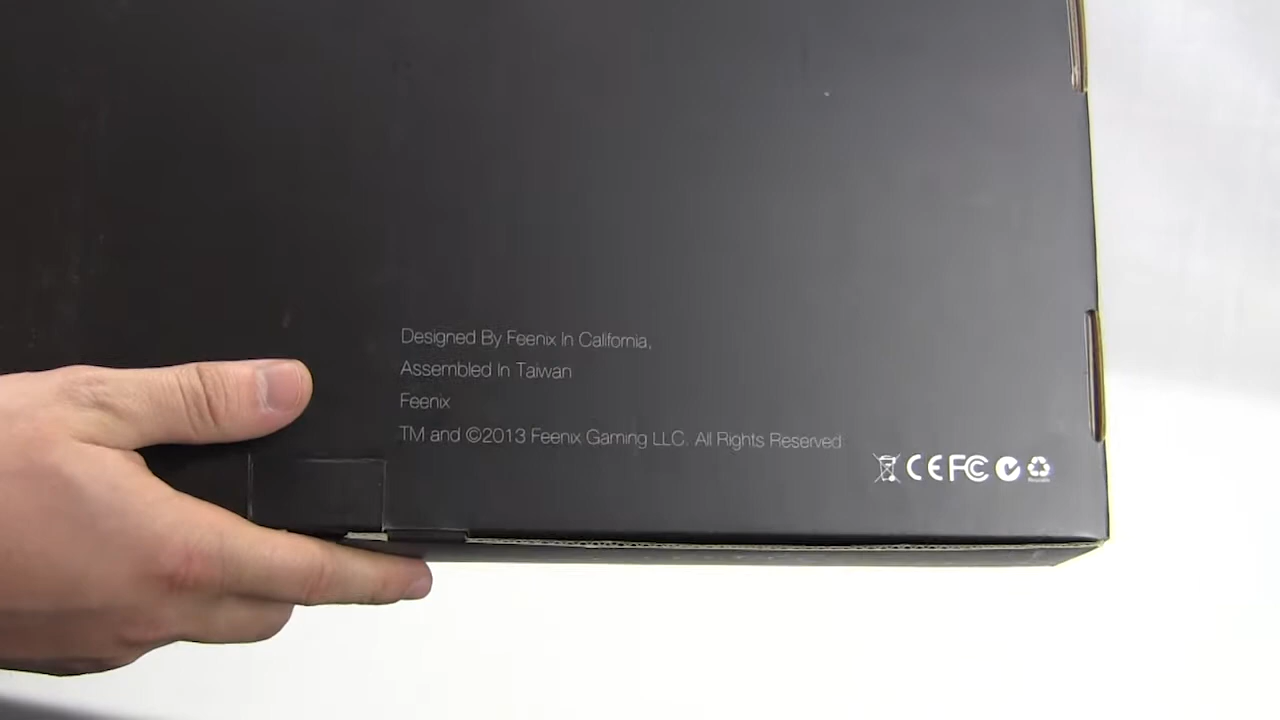 Designed By Feenix In California,
Assembled In Taiwan
Feenix
TM and ©2013 Feenix Gaming LLC. All Rights Reserved
CE FC